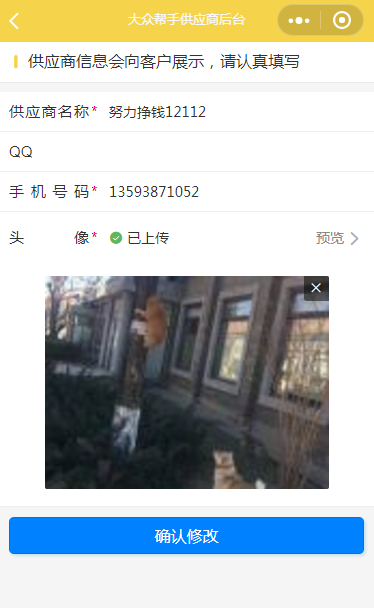 大众帮手供应商后台
供应商信息会向客户展示，请认真填写
供应商名称* 努力挣钱12112
QQ
手机号码* 13593871052
头像* 已上传 预览
确认修改